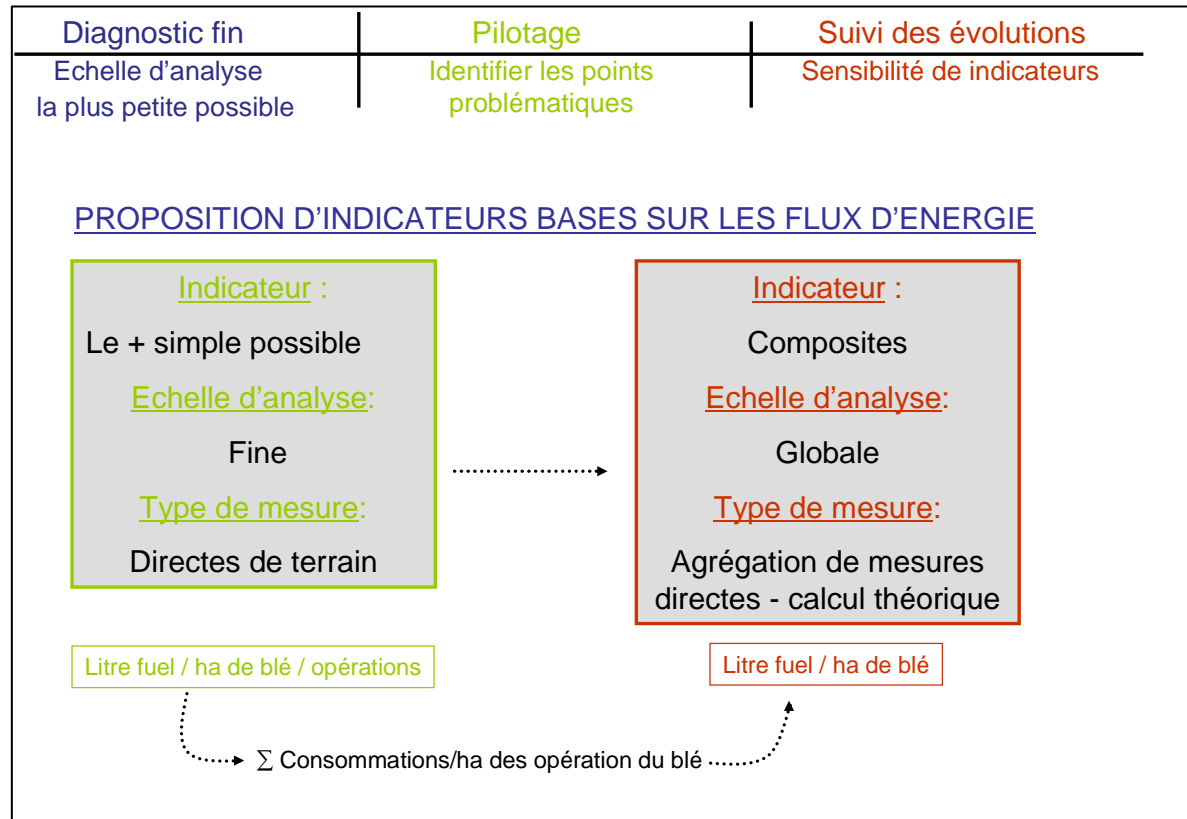 Diagnostic fin
Pilotage
Suivi des évolutions
Echelle d'analyse
la plus petite possible
Identifier les points
problématiques
Sensibilité de indicateurs
PROPOSITION D'INDICATEURS BASES SUR LES FLUX D'ENERGIE
Indicateur :
Le + simple possible
Echelle d'analyse:
Fine
Type de mesure:
Directes de terrain
Indicateur :
Composites
Echelle d'analyse:
Globale
Type de mesure:
Agrégation de mesures
directes - calcul théorique
Litre fuel / ha de blé / opérations
Litre fuel / ha de blé
∑ Consommations/ha des opération du blé